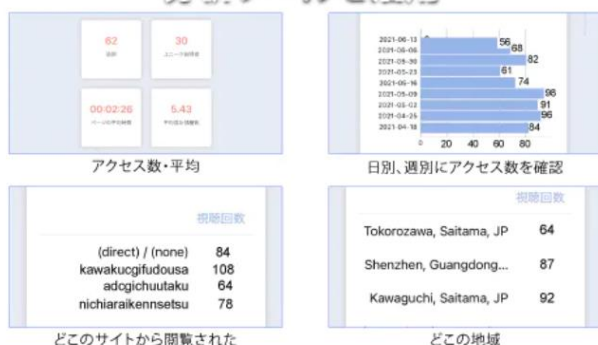 62
30
00:02:26
5.43
アクセス数・平均
2021-06-13
56
2021-06-06
68
2021-05-30
82
2021-05-23
61
2021-05-16
74
2021-05-09
98
2021-05-02
91
2021-04-25
96
2021-04-18
84
0 20 40 60 80
日別、週別にアクセス数を確認
視聴回数
(direct) / (none) 84
kawakucgifudousa 108
adcgichuutaku 64
nichiaraikennsetsu 78
どこのサイトから閲覧された
視聴回数
Tokorozawa, Saitama, JP 64
Shenzhen, Guangdong... 87
Kawaguchi, Saitama, JP 92
どこの地域